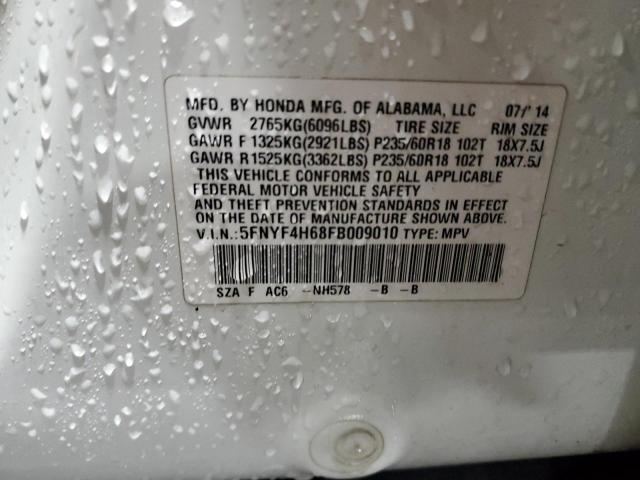 MFD. BY HONDA MFG. OF ALABAMA, LLC 07/'14
GVWR 2765KG(6096LBS) TIRE SIZE RIM SIZE
GAWR F 1325KG(2921LBS) P235/60R18 102T 18X7.5J
GAWR R 1525KG(3362LBS) P235/60R18 102T 18X7.5J
THIS VEHICLE CONFORMS TO ALL APPLICABLE
FEDERAL MOTOR VEHICLE SAFETY
AND THEFT PREVENTION STANDARDS IN EFFECT
ON THE DATE OF MANUFACTURE SHOWN ABOVE.
V.I.N.: 5FNYF4H68FB009010 TYPE: MPV
SZA F AC6 --NH578 --B --B